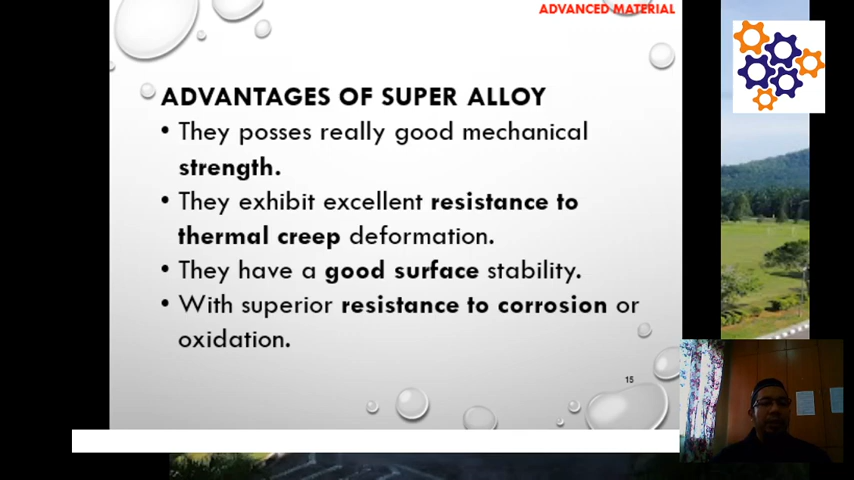 ADVANCED MATERIAL
ADVANTAGES OF SUPER ALLOY
• They posses really good mechanical
strength.
• They exhibit excellent resistance to
thermal creep deformation.
• They have a good surface stability.
• With superior resistance to corrosion or
oxidation.
15